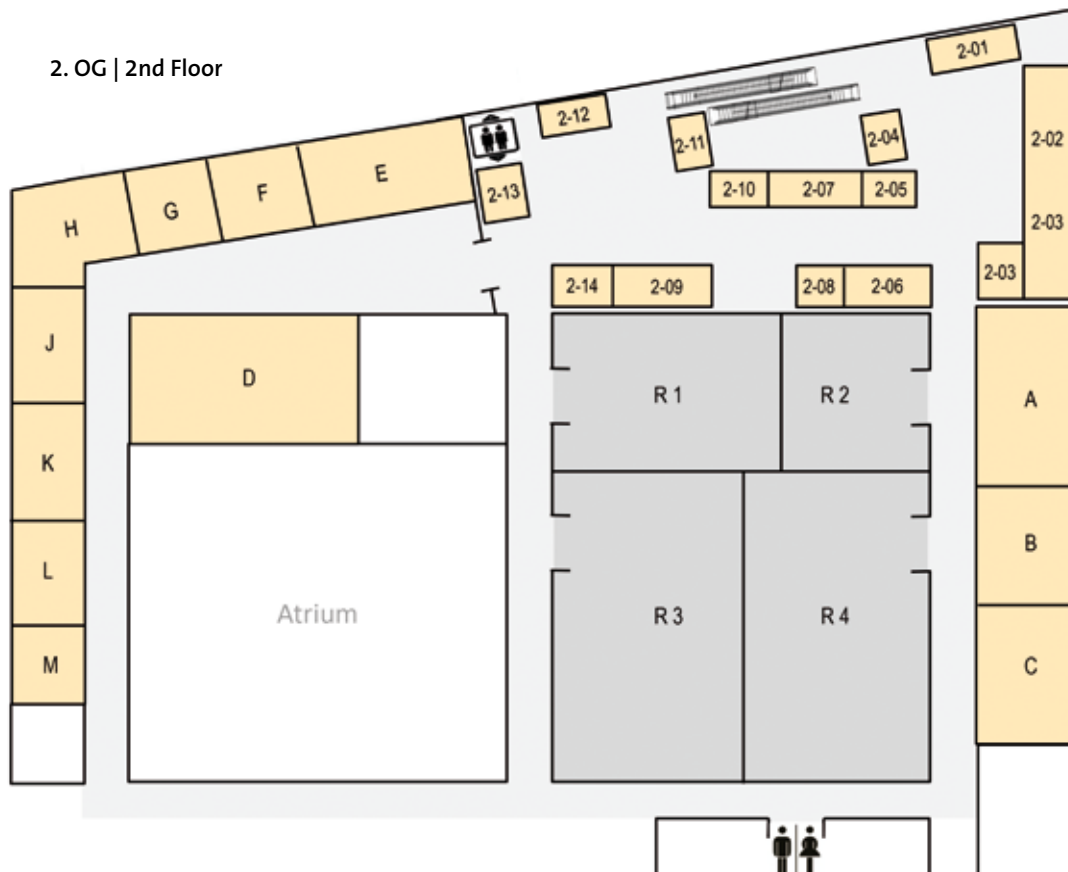 2. OG | 2nd Floor
2-01
2-12
2-11
2-04
2-02
2-13
2-10
2-07
2-05
E
F
G
H
2-03
2-03
2-14
2-09
2-08
2-06
J
D
R 1
R 2
A
K
B
L
Atrium
R 3
R 4
M
C